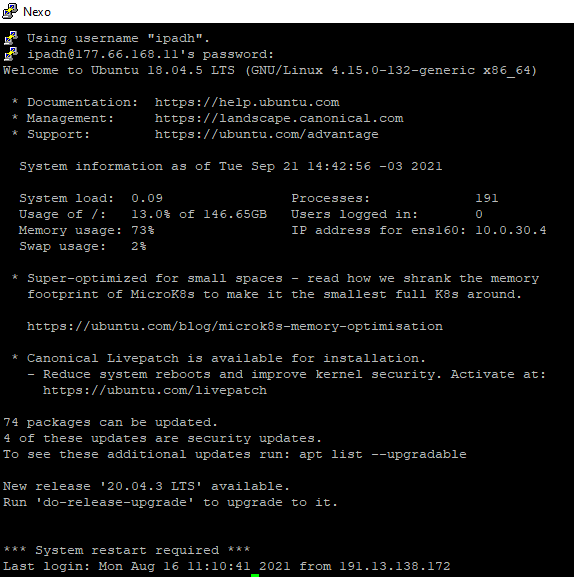 Nexo
Using username "ipadh".
ipadh@177.66.168.11's password:
Welcome to Ubuntu 18.04.5 LTS (GNU/Linux 4.15.0-132-generic x86_64)
* Documentation:  https://help.ubuntu.com
* Management:     https://landscape.canonical.com
* Support:        https://ubuntu.com/advantage
System information as of Tue Sep 21 14:42:56 -03 2021
System load:  0.09                Processes:             191
Usage of /:   13.0% of 146.65GB   Users logged in:       0
Memory usage: 73%                 IP address for ens160: 10.0.30.4
Swap usage:   2%
* Super-optimized for small spaces - read how we shrank the memory
footprint of MicroK8s to make it the smallest full K8s around.
https://ubuntu.com/blog/microk8s-memory-optimisation
* Canonical Livepatch is available for installation.
- Reduce system reboots and improve kernel security. Activate at:
https://ubuntu.com/livepatch
74 packages can be updated.
4 of these updates are security updates.
To see these additional updates run: apt list --upgradable
New release '20.04.3 LTS' available.
Run 'do-release-upgrade' to upgrade to it.
*** System restart required ***
Last login: Mon Aug 16 11:10:41 2021 from 191.13.138.172